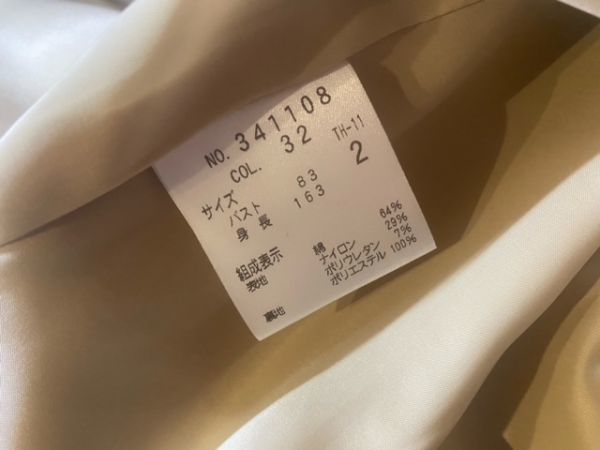 NO. 341108
COL. 32 TH-11
サイズ 2
バスト 83
身長 163
組成表示
表地 綿 64%
ナイロン 29%
ポリウレタン 7%
裏地 ポリエステル 100%